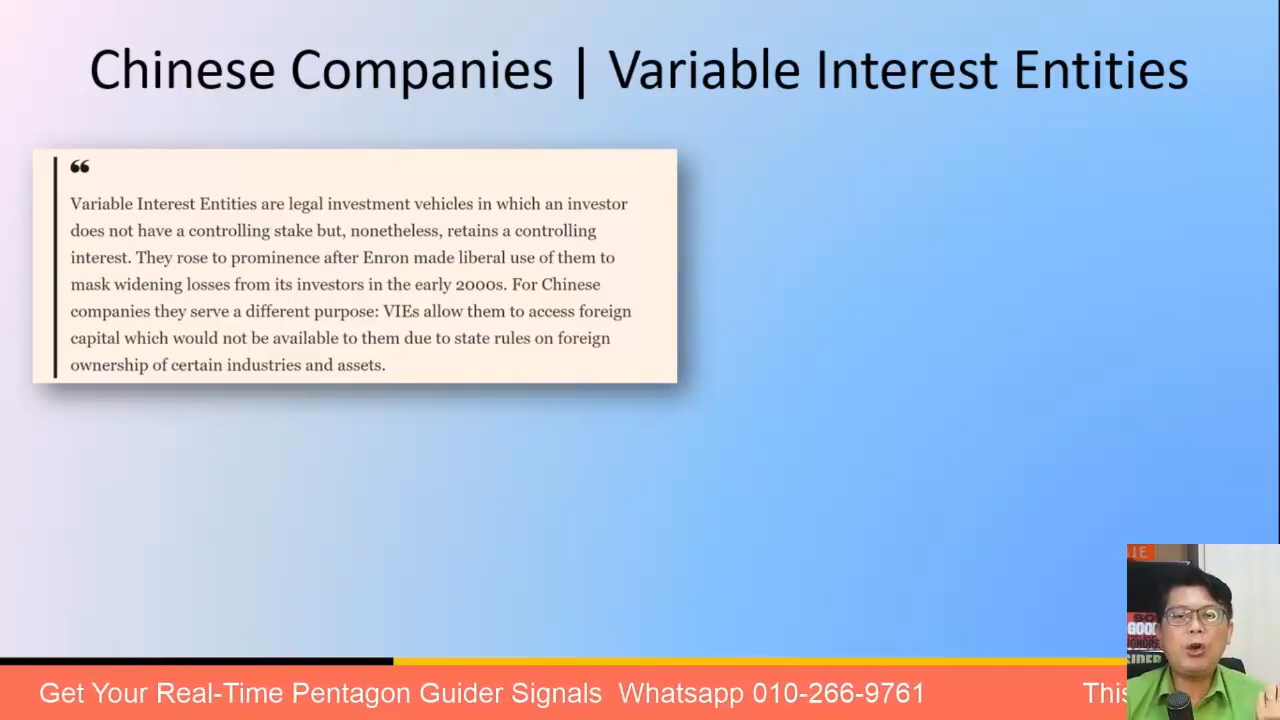 Chinese Companies | Variable Interest Entities
“
Variable Interest Entities are legal investment vehicles in which an investor
does not have a controlling stake but, nonetheless, retains a controlling
interest. They rose to prominence after Enron made liberal use of them to
mask widening losses from its investors in the early 2000s. For Chinese
companies they serve a different purpose: VIEs allow them to access foreign
capital which would not be available to them due to state rules on foreign
ownership of certain industries and assets.
GOOD
Get Your Real-Time Pentagon Guider Signals Whatsapp 010-266-9761
This